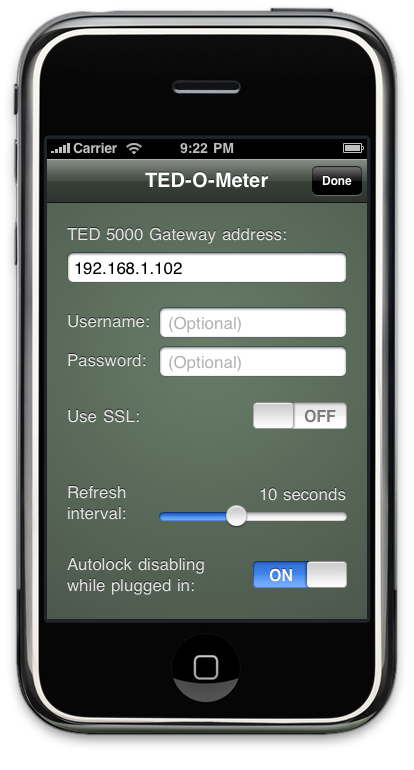 Carrier 9:22 PM
TED-O-Meter Done
TED 5000 Gateway address:
192.168.1.102
Username: (Optional)
Password: (Optional)
Use SSL: OFF
Refresh
interval:
10 seconds
Autolock disabling
while plugged in:
ON